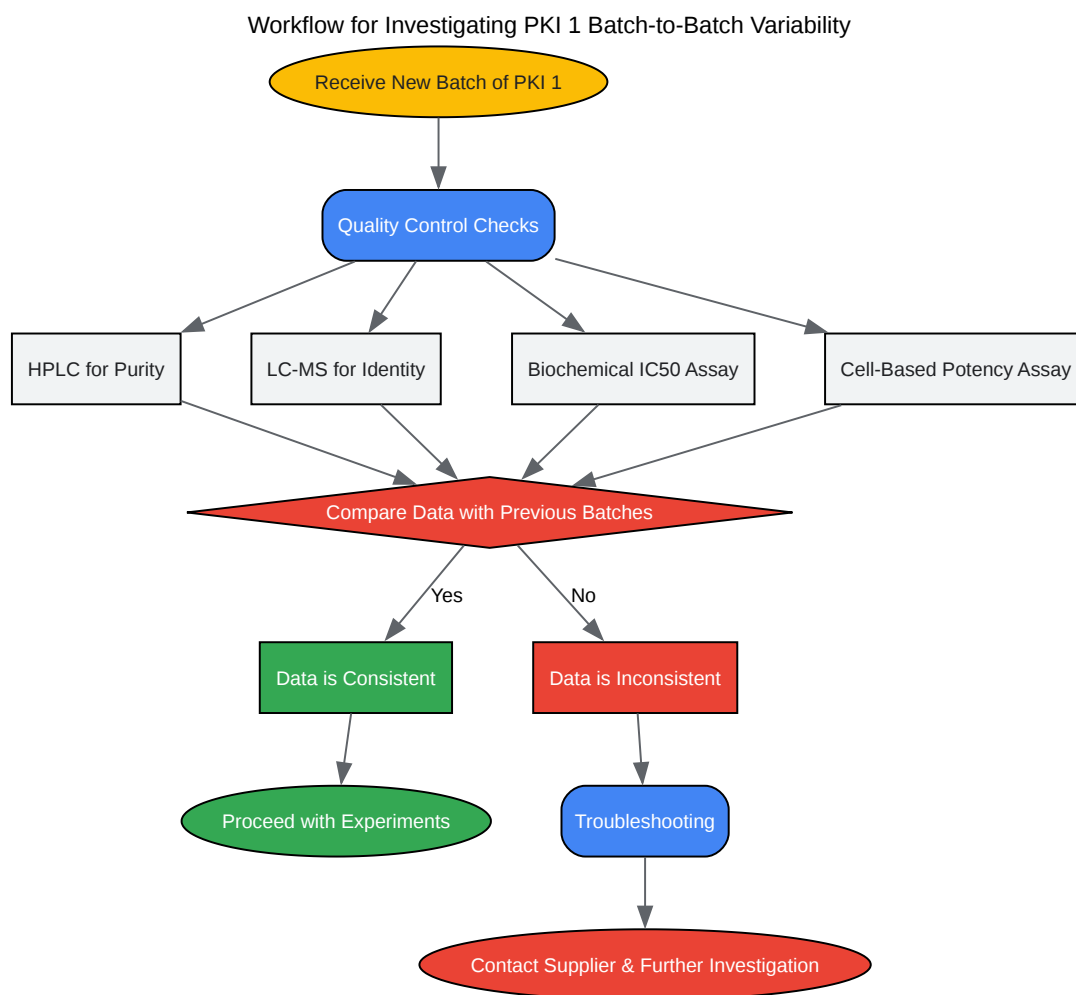 Workflow for Investigating PKI 1 Batch-to-Batch Variability
Receive New Batch of PKI 1
Quality Control Checks
HPLC for Purity
LC-MS for Identity
Biochemical IC50 Assay
Cell-Based Potency Assay
Compare Data with Previous Batches
Yes
No
Data is Consistent
Data is Inconsistent
Proceed with Experiments
Troubleshooting
Contact Supplier & Further Investigation